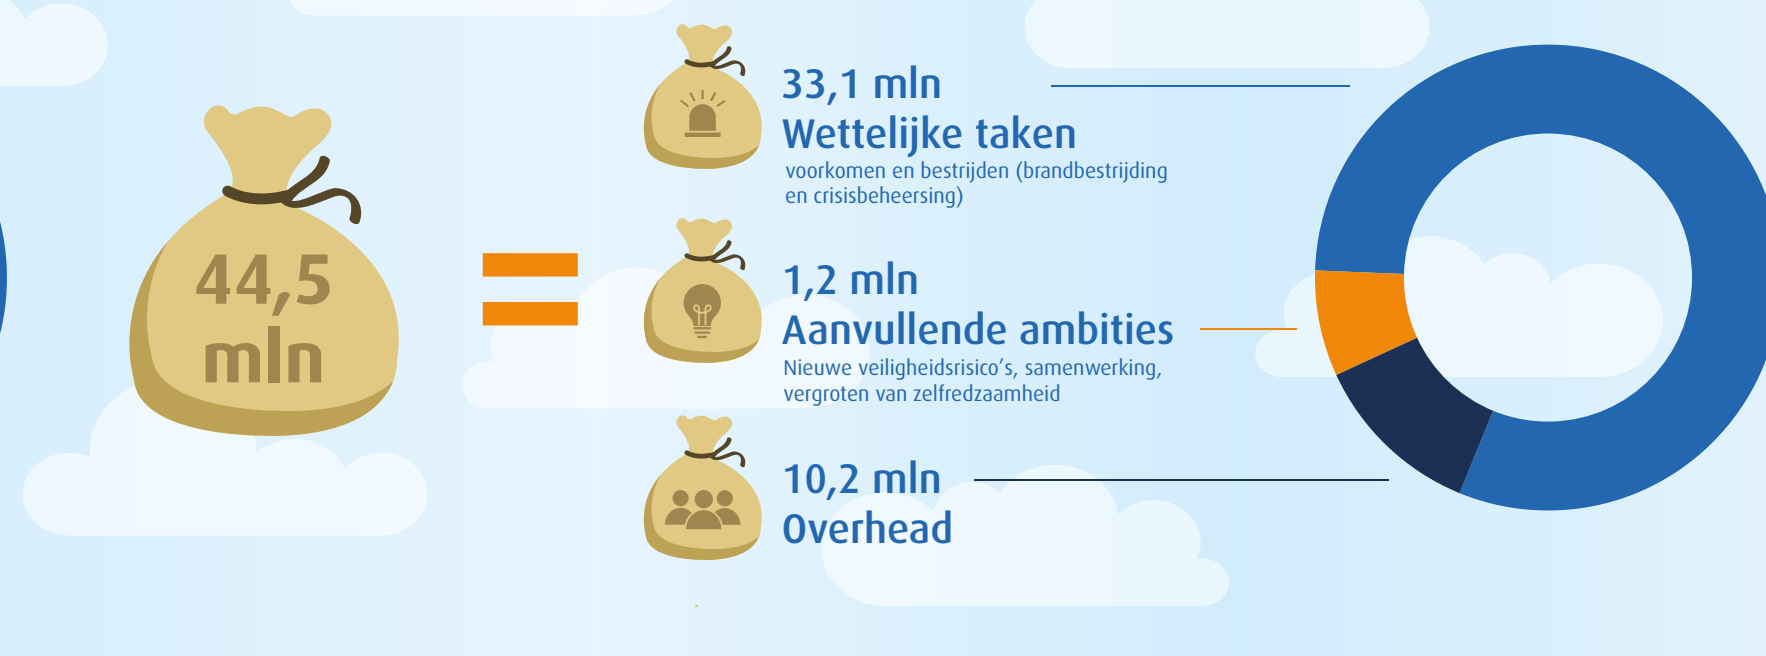 44,5
mln
33,1 mln
Wettelijke taken
voorkomen en bestrijden (brandbestrijding
en crisisbeheersing)
1,2 mln
Aanvullende ambities
Nieuwe veiligheidsrisico’s, samenwerking,
vergroten van zelfredzaamheid
10,2 mln
Overhead